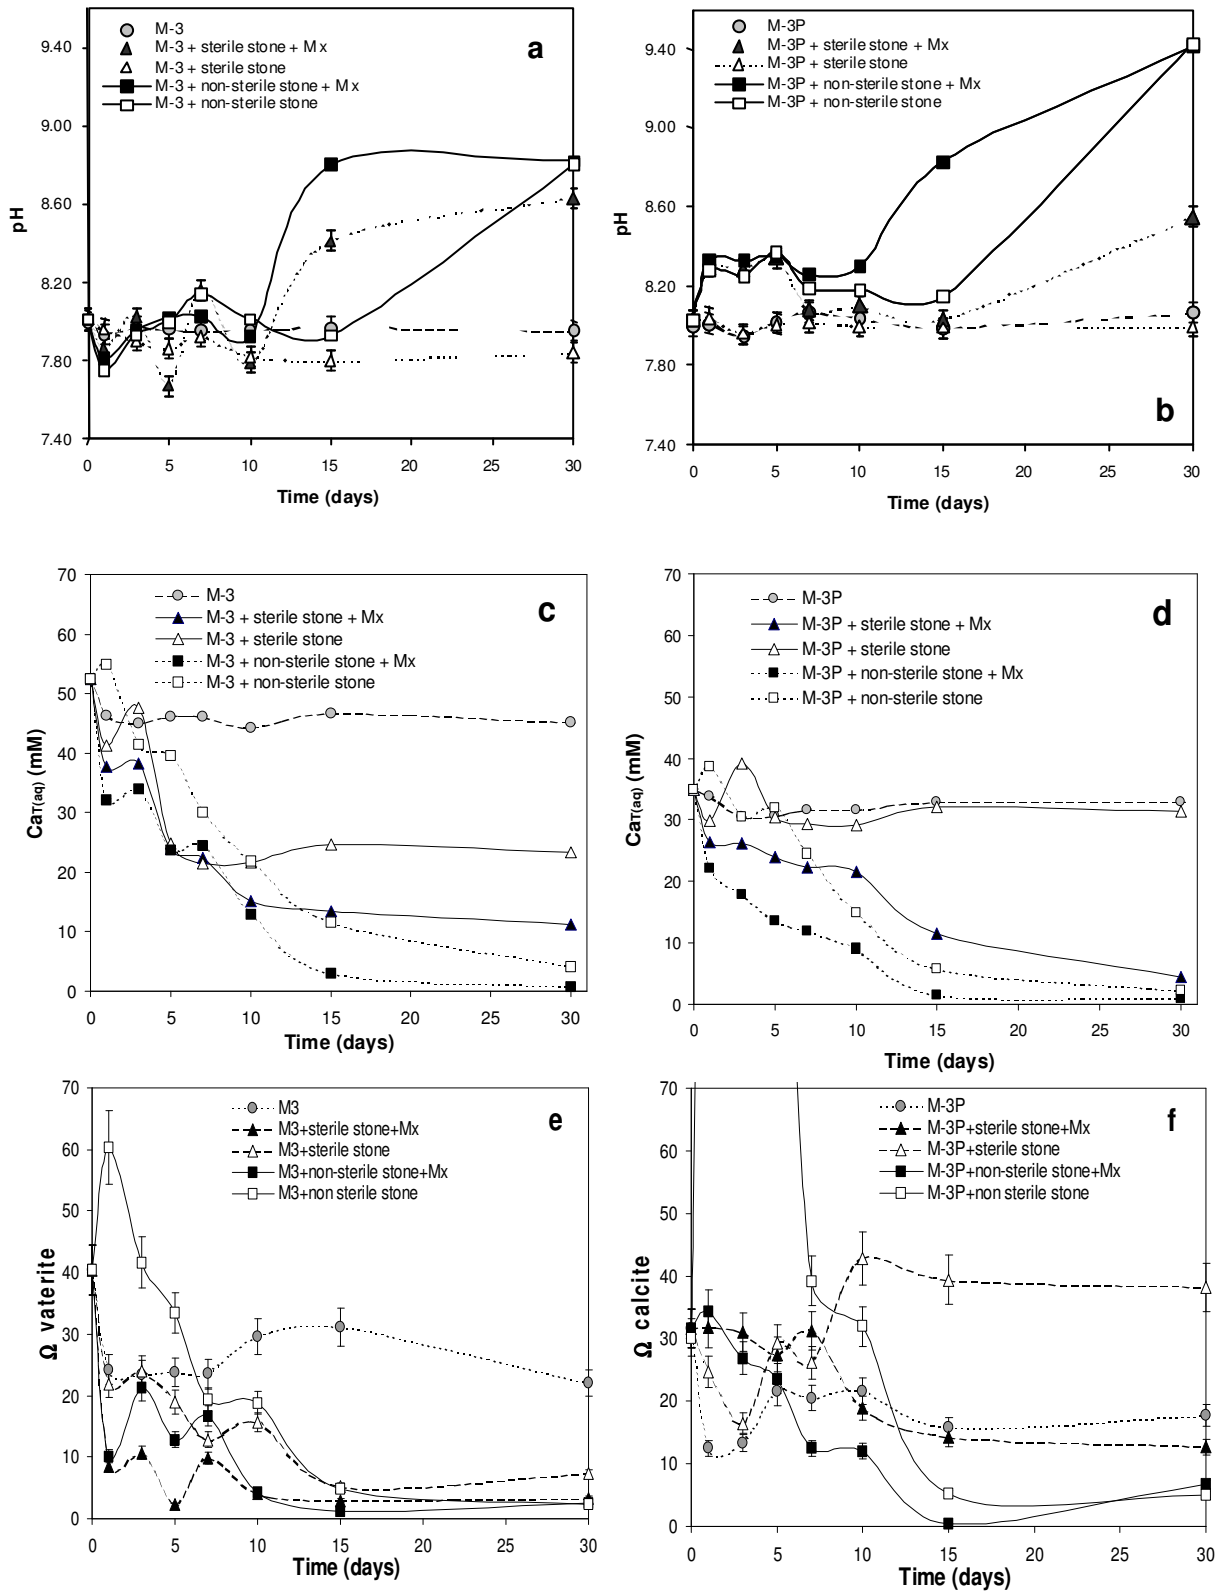 a
M-3
M-3 + sterile stone + Mx
M-3 + sterile stone
M-3 + non-sterile stone + Mx
M-3 + non-sterile stone
pH
9.40
9.00
8.60
8.20
7.80
7.40
0 5 10 15 20 25 30
Time (days)
b
M-3P
M-3P + sterile stone + Mx
M-3P + sterile stone
M-3P + non-sterile stone + Mx
M-3P + non-sterile stone
pH
9.40
9.00
8.60
8.20
7.80
7.40
0 5 10 15 20 25 30
Time (days)
c
M-3
M-3 + sterile stone + Mx
M-3 + sterile stone
M-3 + non-sterile stone + Mx
M-3 + non-sterile stone
CaT(aq) (mM)
70
60
50
40
30
20
10
0
0 5 10 15 20 25 30
Time (days)
d
M-3P
M-3P + sterile stone + Mx
M-3P + sterile stone
M-3P + non-sterile stone + Mx
M-3P + non-sterile stone
CaT(aq) (mM)
70
60
50
40
30
20
10
0
0 5 10 15 20 25 30
Time (days)
e
M3
M3+sterile stone+Mx
M3+sterile stone
M3+non-sterile stone+Mx
M3+non sterile stone
Ω vaterite
70
60
50
40
30
20
10
0
0 5 10 15 20 25 30
Time (days)
f
M-3P
M-3P+sterile stone+Mx
M-3P+sterile stone
M-3P+non-sterile stone+Mx
M-3P+non sterile stone
Ω calcite
70
60
50
40
30
20
10
0
0 5 10 15 20 25 30
Time (days)